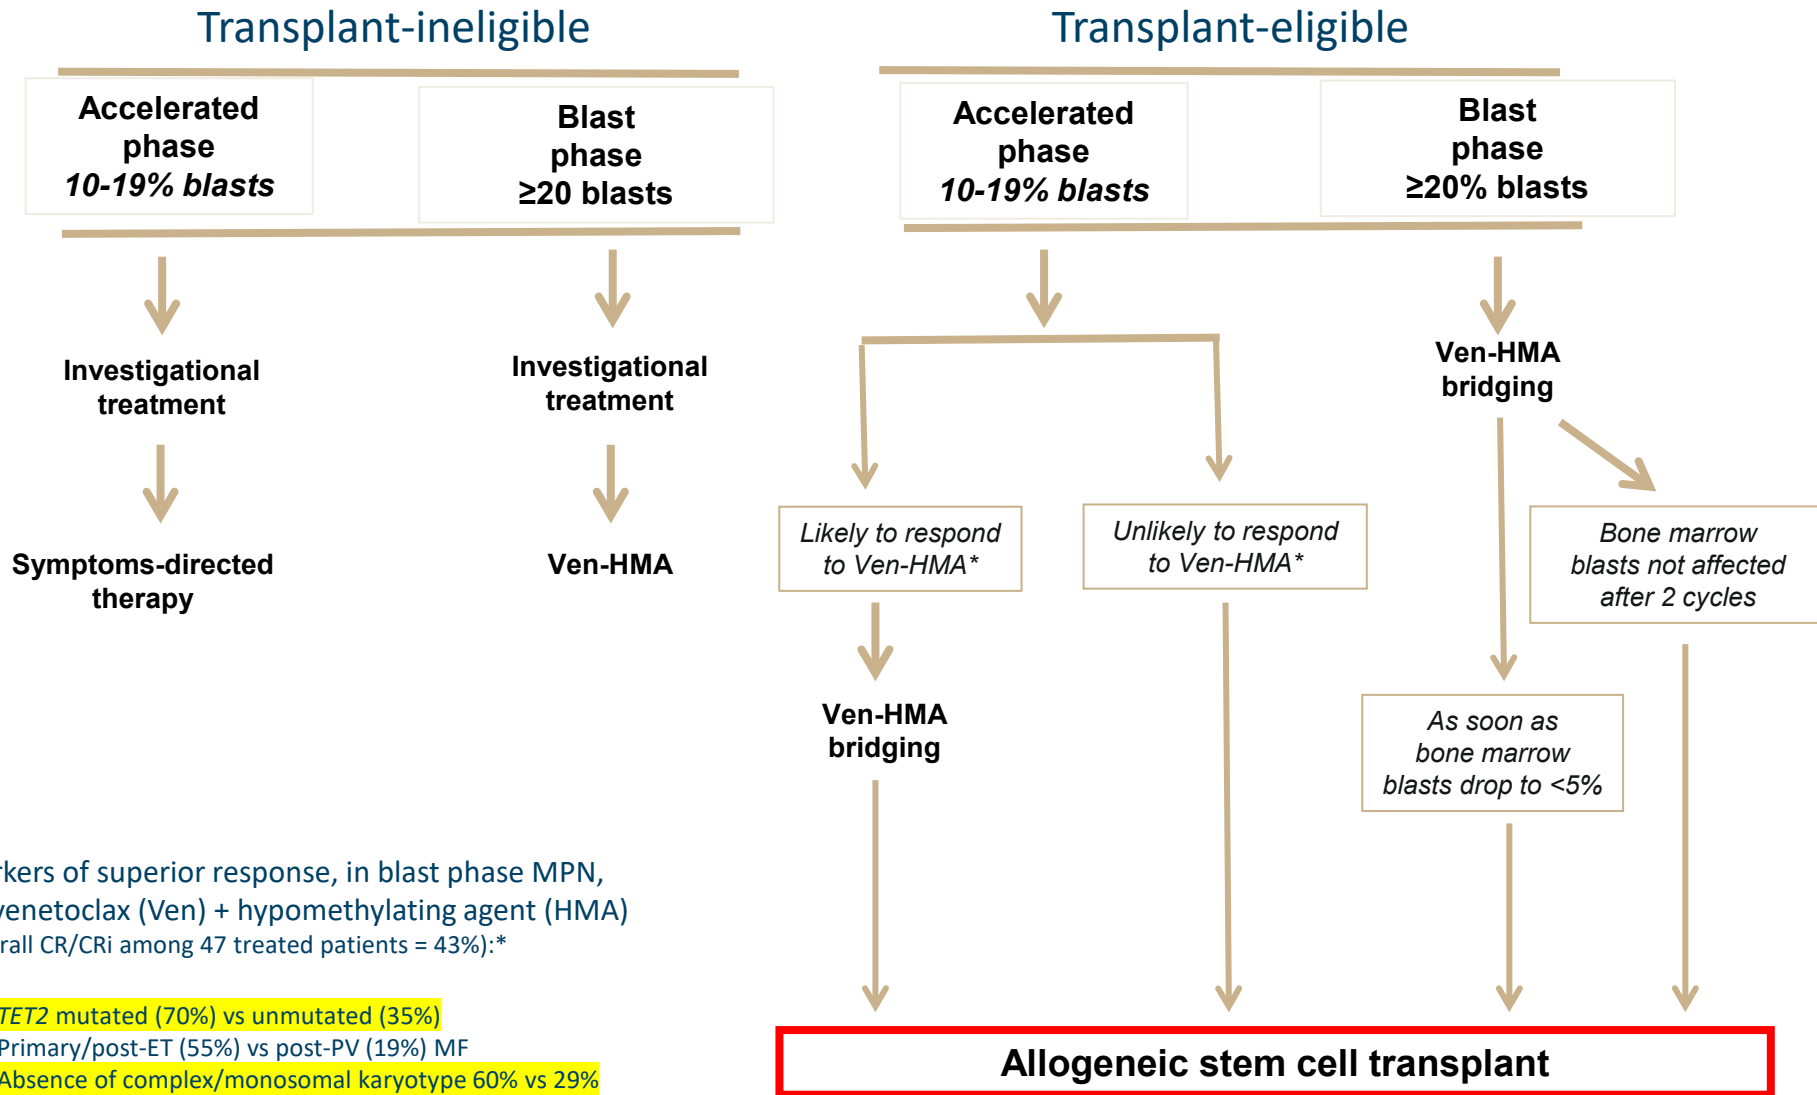 Transplant-ineligible
Accelerated
phase
10-19% blasts
Blast
phase
≥20 blasts
Investigational
treatment
Investigational
treatment
Symptoms-directed
therapy
Ven-HMA
Transplant-eligible
Accelerated
phase
10-19% blasts
Blast
phase
≥20% blasts
Ven-HMA
bridging
Likely to respond
to Ven-HMA*
Unlikely to respond
to Ven-HMA*
Bone marrow
blasts not affected
after 2 cycles
Ven-HMA
bridging
As soon as
bone marrow
blasts drop to <5%
rkers of superior response, in blast phase MPN,
venetoclax (Ven) + hypomethylating agent (HMA)
rall CR/CRi among 47 treated patients = 43%):*
TET2 mutated (70%) vs unmutated (35%)
Primary/post-ET (55%) vs post-PV (19%) MF
Absence of complex/monosomal karyotype 60% vs 29%
Allogeneic stem cell transplant